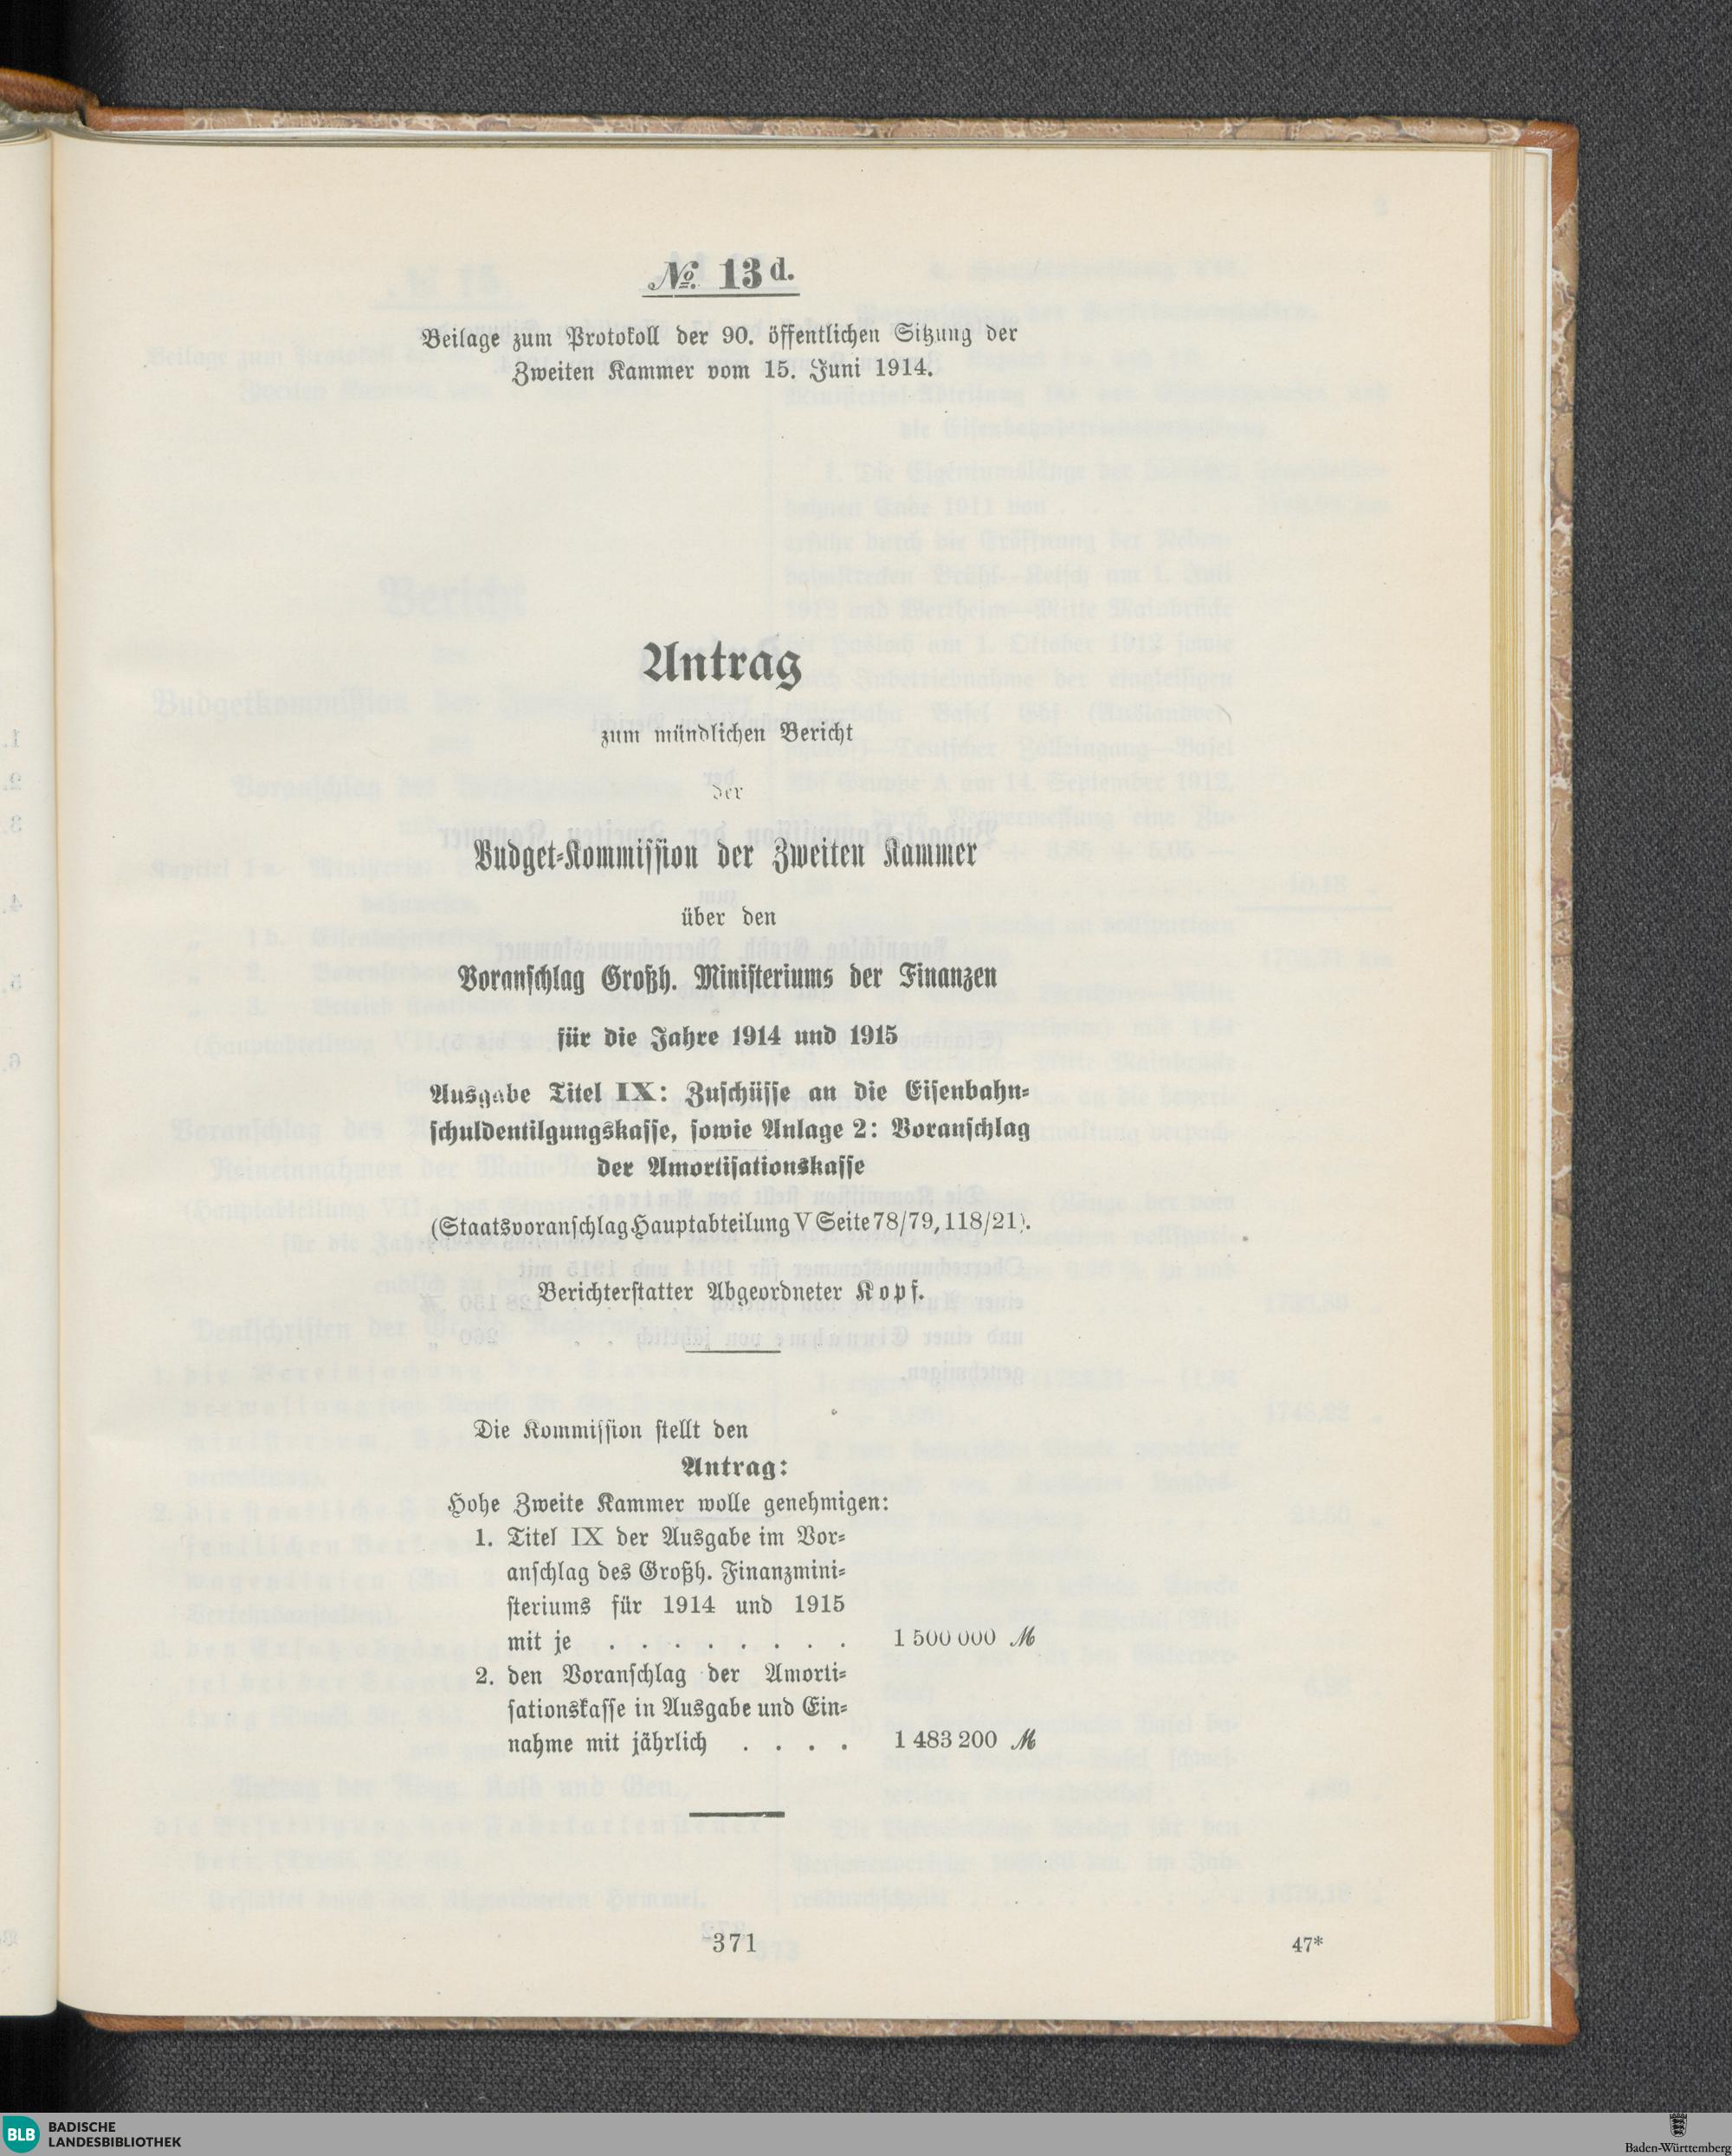 № 13 d.
Beilage zum Protokoll der 90. öffentlichen Sitzung der
Zweiten Kammer vom 15. Juni 1914.
Antrag
zum mündlichen Bericht
der
Budget-Kommission der Zweiten Kammer
über den
Voranschlag Großh. Ministeriums der Finanzen
für die Jahre 1914 und 1915
Ausgabe Titel IX: Zuschüsse an die Eisenbahn-
schuldentilgungskasse, sowie Anlage 2: Voranschlag
der Amortisationskasse
(Staatsvoranschlag Hauptabteilung V Seite 78/79, 118/21).
Berichterstatter Abgeordneter Kopf.
Die Kommission stellt den
Antrag:
Hohe Zweite Kammer wolle genehmigen:
1. Titel IX der Ausgabe im Vor-
anschlag des Großh. Finanzmini-
steriums für 1914 und 1915
mit je . . . . . . . . 1 500 000 ℳ
2. den Voranschlag der Amorti-
sationskasse in Ausgabe und Ein-
nahme mit jährlich . . . . 1 483 200 ℳ
371
47*
BLB BADISCHE
LANDESBIBLIOTHEK
Baden-Württemberg